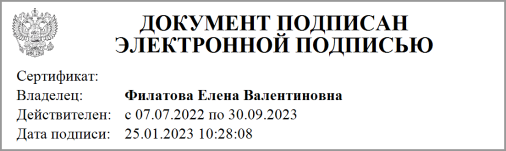 ДОКУМЕНТ ПОДПИСАН
ЭЛЕКТРОННОЙ ПОДПИСЬЮ
Сертификат:
Владелец: Филатова Елена Валентиновна
Действителен: с 07.07.2022 по 30.09.2023
Дата подписи: 25.01.2023 10:28:08